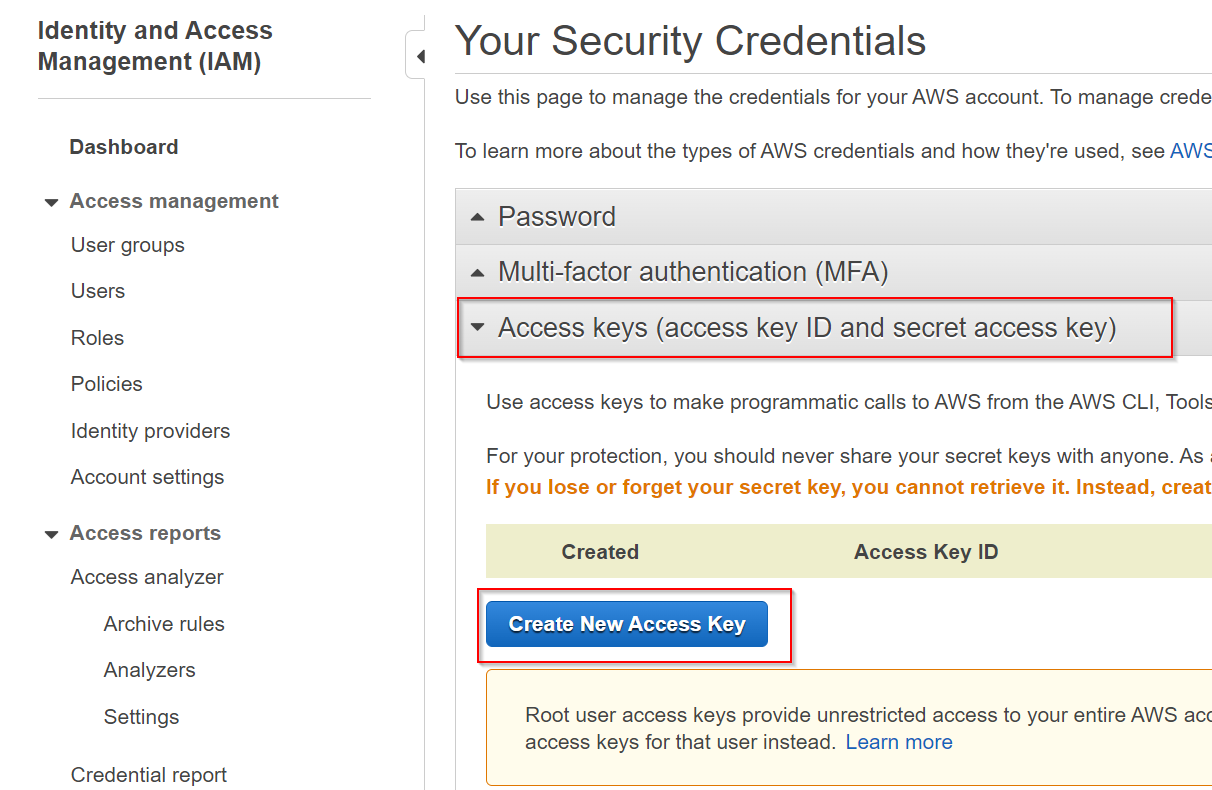 Identity and Access
Management (IAM)
Dashboard
Access management
User groups
Users
Roles
Policies
Identity providers
Account settings
Access reports
Access analyzer
Archive rules
Analyzers
Settings
Credential report
Your Security Credentials
Use this page to manage the credentials for your AWS account. To manage crede
To learn more about the types of AWS credentials and how they're used, see AWS
Password
Multi-factor authentication (MFA)
Access keys (access key ID and secret access key)
Use access keys to make programmatic calls to AWS from the AWS CLI, Tools
For your protection, you should never share your secret keys with anyone. As a
If you lose or forget your secret key, you cannot retrieve it. Instead, creat
Created Access Key ID
Create New Access Key
Root user access keys provide unrestricted access to your entire AWS acc
access keys for that user instead. Learn more